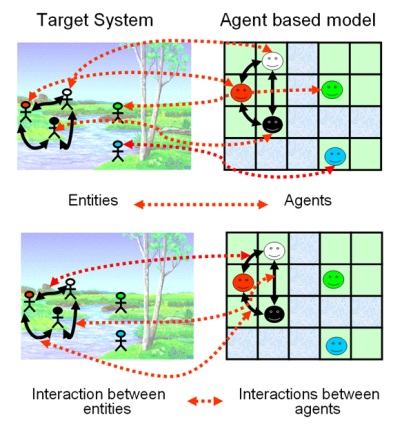 Target System
Agent based model
Entities
Agents
Interaction between
entities
Interactions between
agents